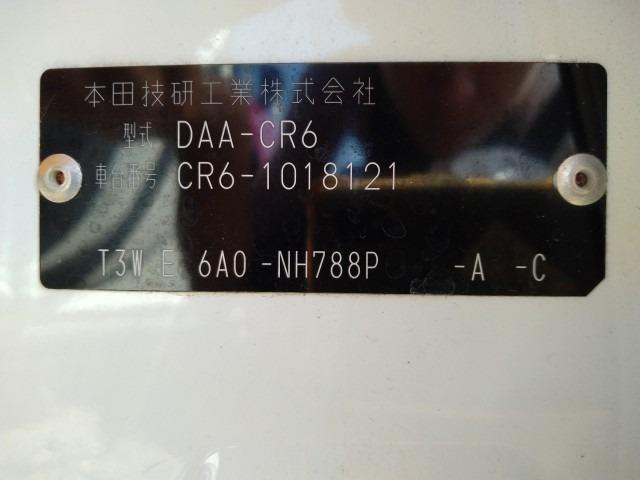 本田技研工業株式会社
型式 DAA-CR6
車台番号 CR6-1018121
T3W E 6A0 -NH788P -A -C